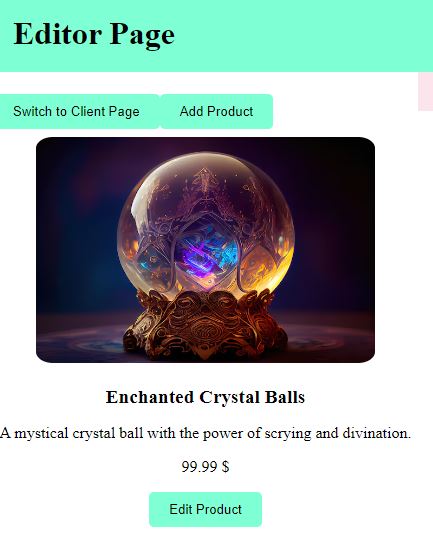 Editor Page
Switch to Client Page Add Product
Enchanted Crystal Balls
A mystical crystal ball with the power of scrying and divination.
99.99 $
Edit Product